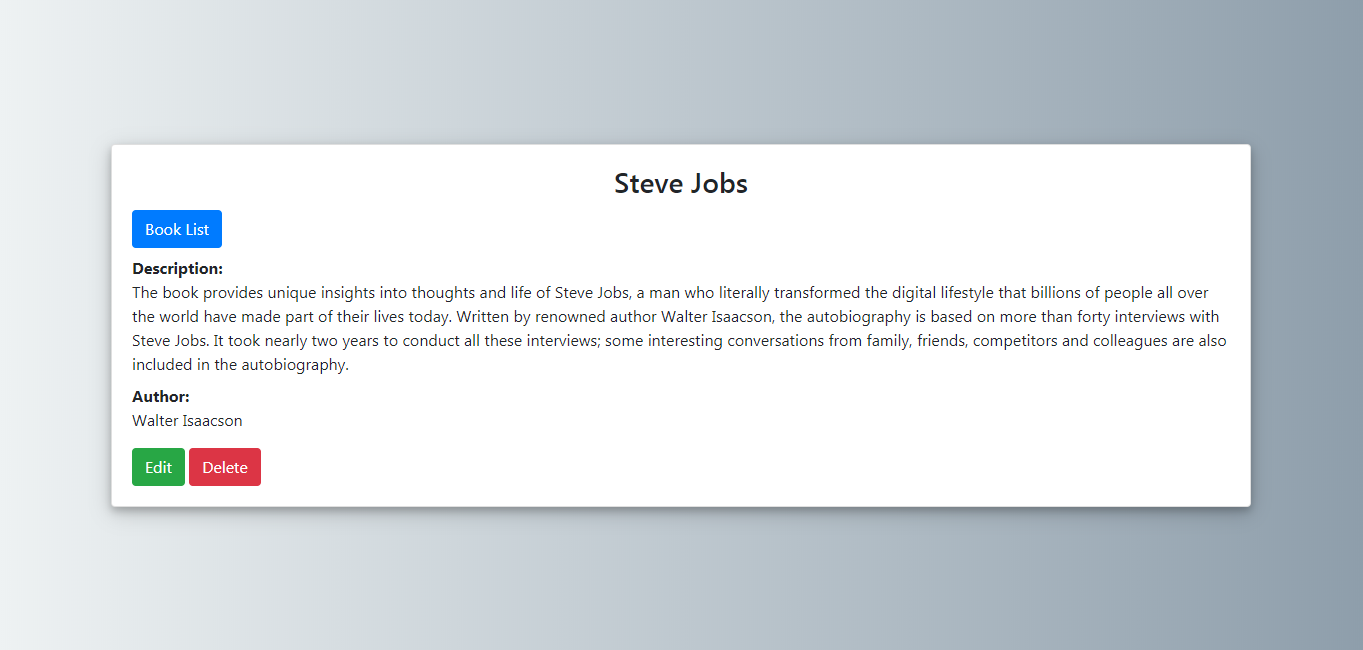 Steve Jobs
Book List
Description:
The book provides unique insights into thoughts and life of Steve Jobs, a man who literally transformed the digital lifestyle that billions of people all over
the world have made part of their lives today. Written by renowned author Walter Isaacson, the autobiography is based on more than forty interviews with
Steve Jobs. It took nearly two years to conduct all these interviews; some interesting conversations from family, friends, competitors and colleagues are also
included in the autobiography.
Author:
Walter Isaacson
Edit Delete